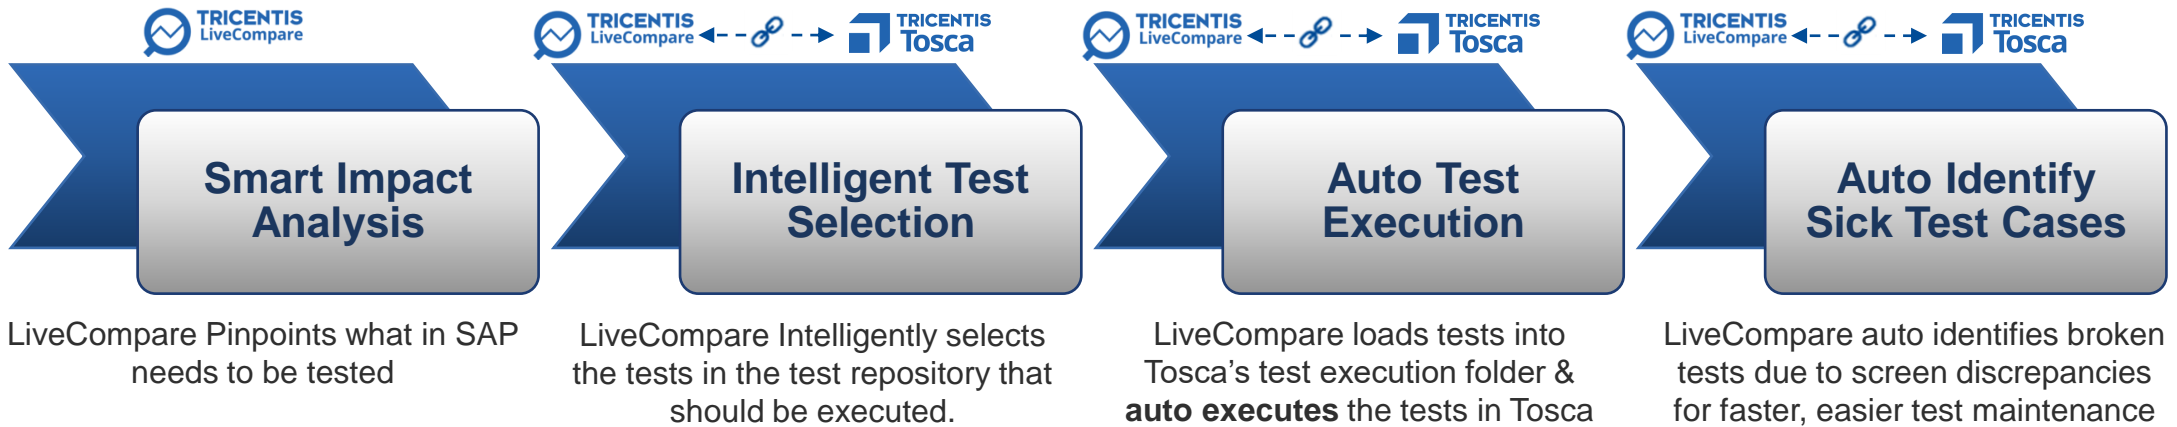 TRICENTIS
LiveCompare
TRICENTIS
LiveCompare
TRICENTIS
Tosca
TRICENTIS
LiveCompare
TRICENTIS
Tosca
TRICENTIS
LiveCompare
TRICENTIS
Tosca
Smart Impact
Analysis
Intelligent Test
Selection
Auto Test
Execution
Auto Identify
Sick Test Cases
LiveCompare Pinpoints what in SAP
needs to be tested
LiveCompare Intelligently selects
the tests in the test repository that
should be executed.
LiveCompare loads tests into
Tosca’s test execution folder &
auto executes the tests in Tosca
LiveCompare auto identifies broken
tests due to screen discrepancies
for faster, easier test maintenance